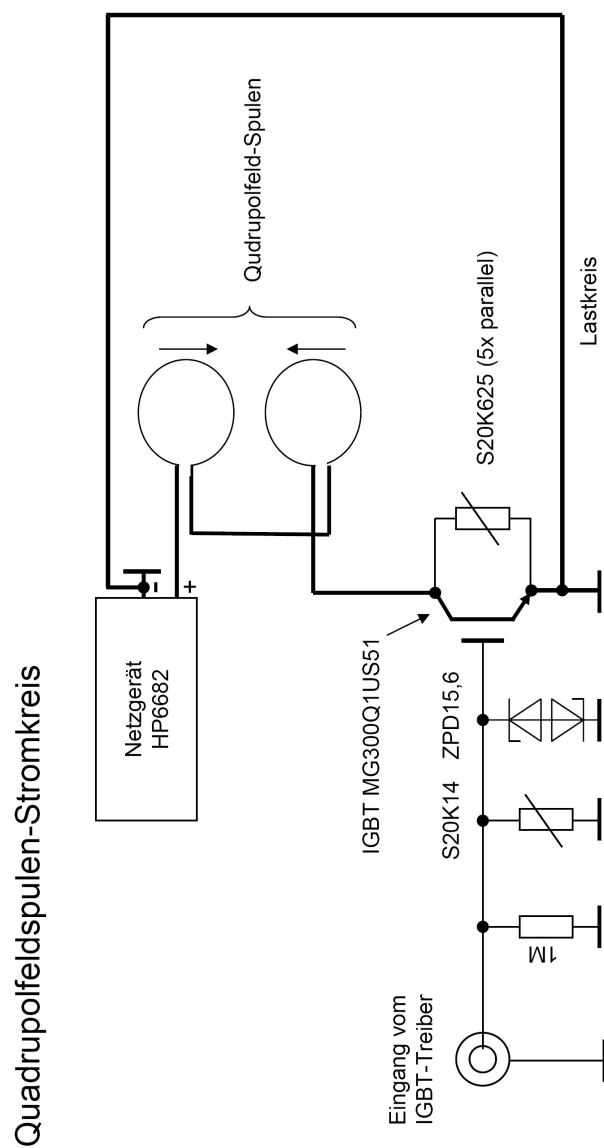 Quadrupolfeldspulen-Stromkreis
Netzgerät
HP6682
-
+
Qudrupolfeld-Spulen
IGBT MG300Q1US51
S20K625 (5x parallel)
Lastkreis
Eingang vom
IGBT-Treiber
1M
S20K14
ZPD15,6